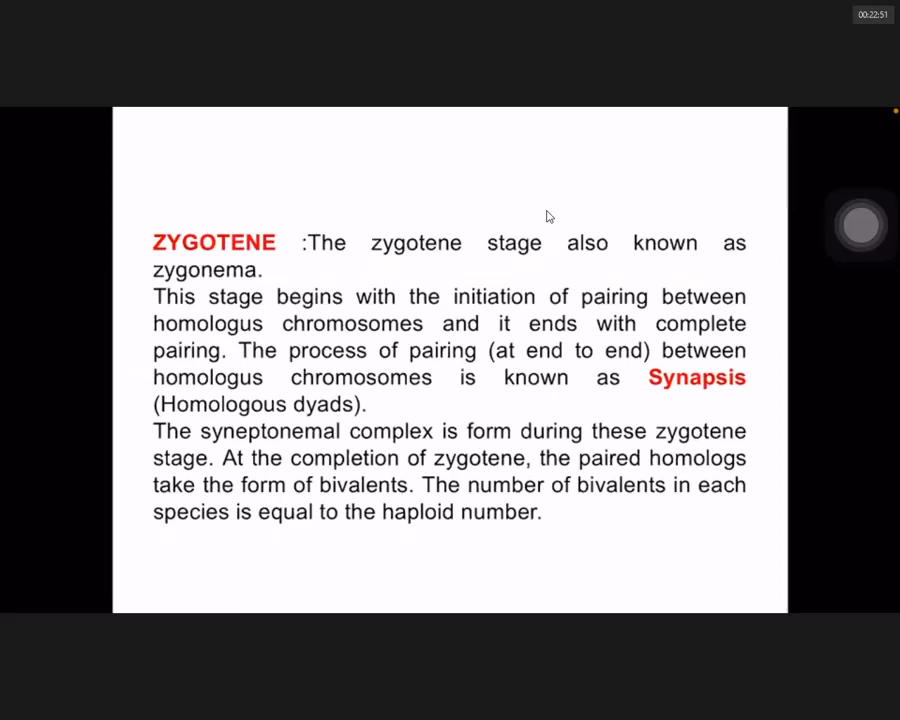 00:22:51
ZYGOTENE :The zygotene stage also known as
zygonema.
This stage begins with the initiation of pairing between
homologus chromosomes and it ends with complete
pairing. The process of pairing (at end to end) between
homologus chromosomes is known as Synapsis
(Homologous dyads).
The syneptonemal complex is form during these zygotene
stage. At the completion of zygotene, the paired homologs
take the form of bivalents. The number of bivalents in each
species is equal to the haploid number.